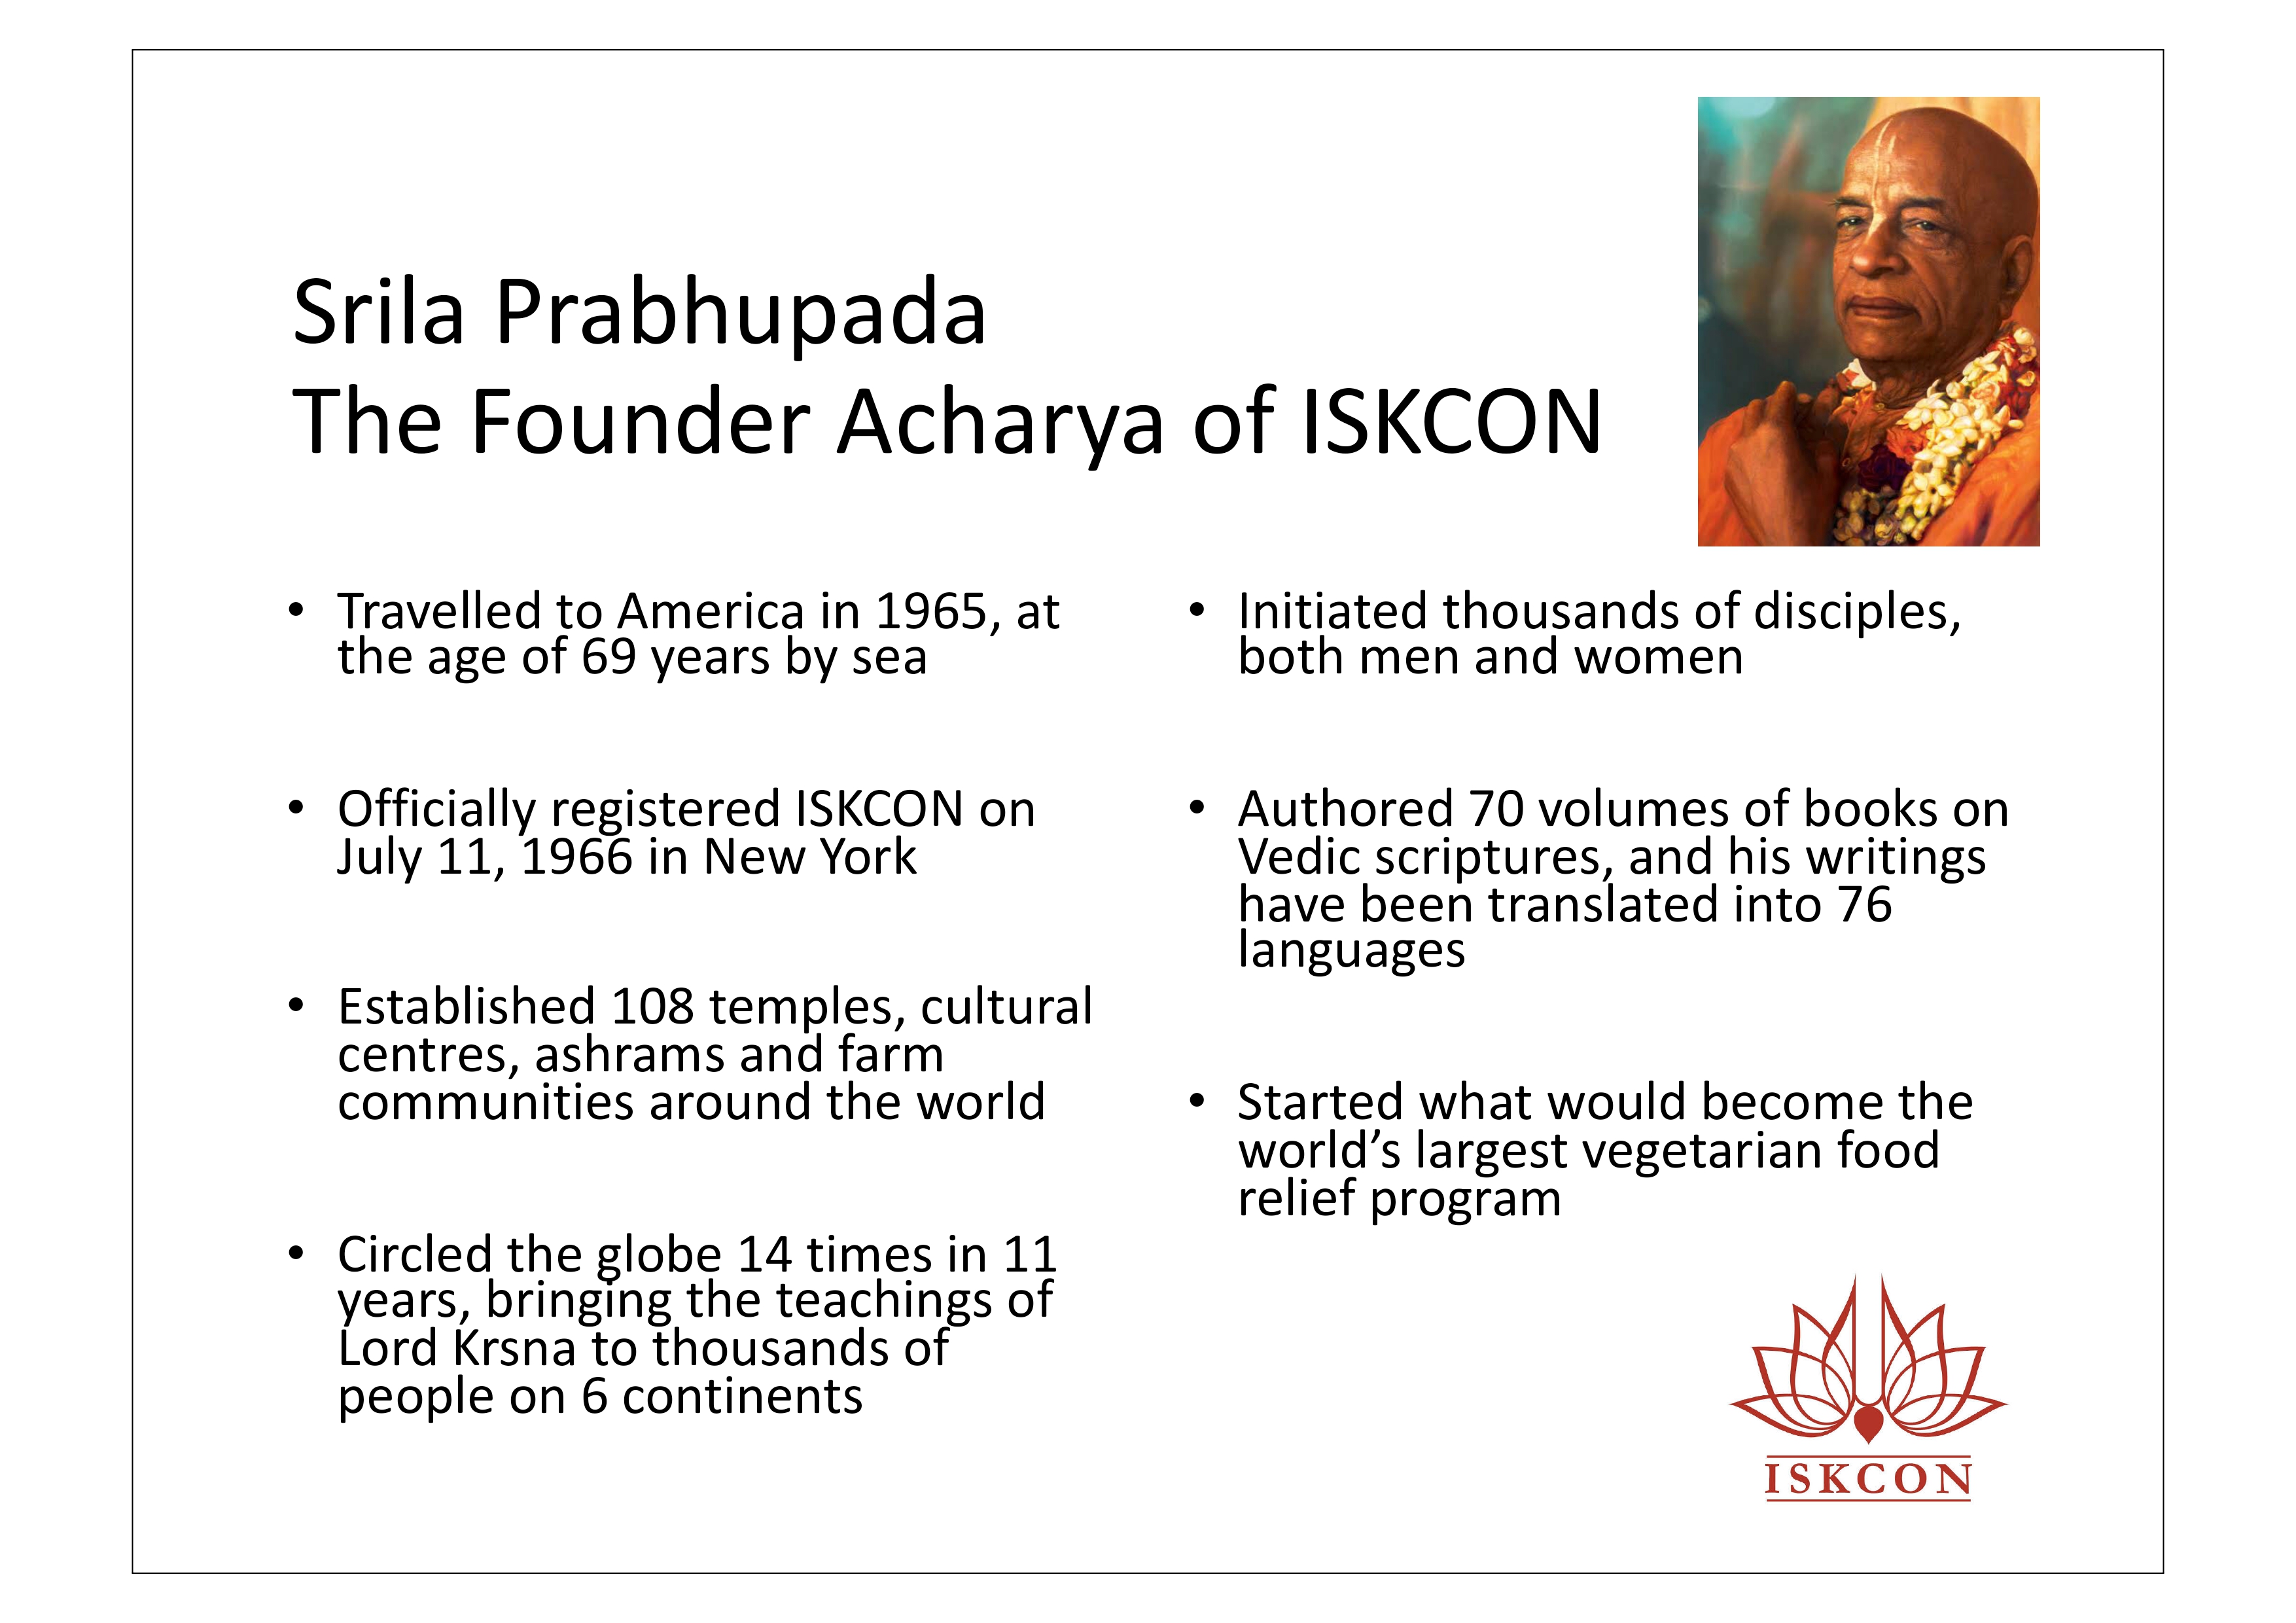 Srila Prabhupada
The Founder Acharya of ISKCON
• Travelled to America in 1965, at
the age of 69 years by sea
• Officially registered ISKCON on
July 11, 1966 in New York
• Established 108 temples, cultural
centres, ashrams and farm
communities around the world
• Circled the globe 14 times in 11
years, bringing the teachings of
Lord Krsna to thousands of
people on 6 continents
• Initiated thousands of disciples,
both men and women
• Authored 70 volumes of books on
Vedic scriptures, and his writings
have been translated into 76
languages
• Started what would become the
world’s largest vegetarian food
relief program
ISKCON